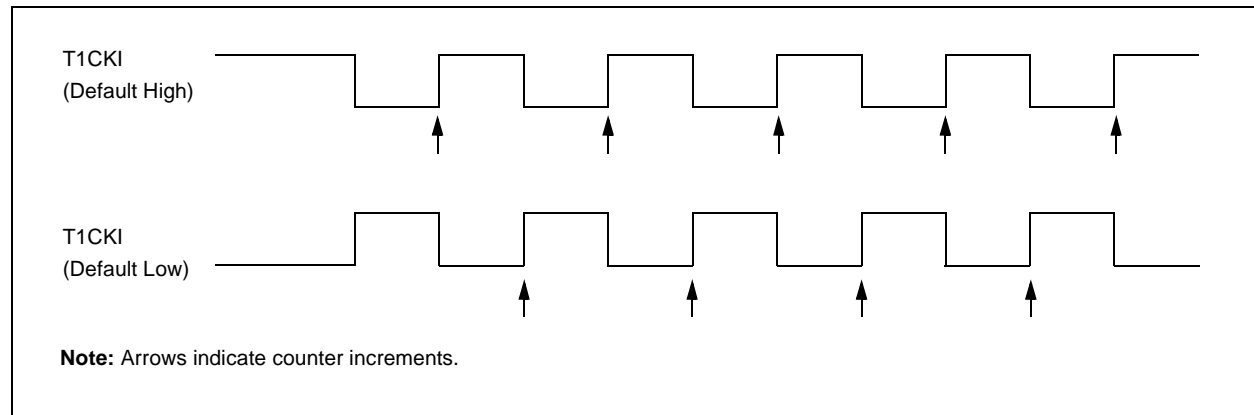 T1CKI
(Default High)
T1CKI
(Default Low)
Note: Arrows indicate counter increments.